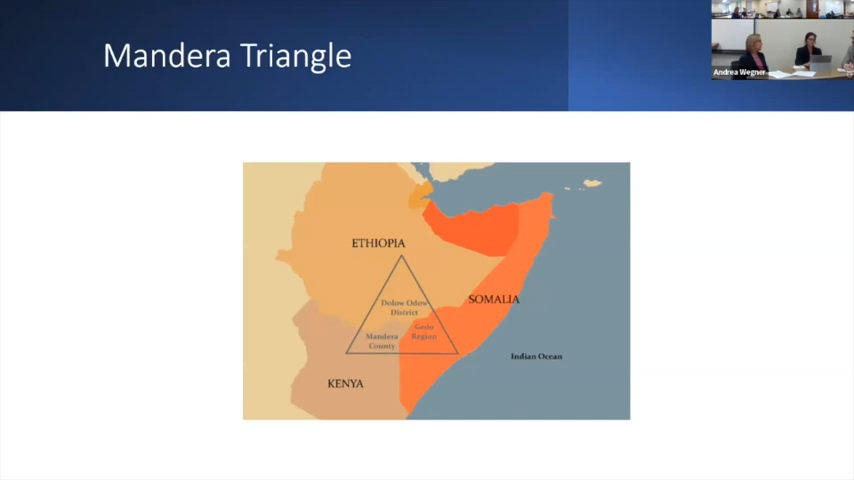 Mandera Triangle
Andrea Wegner
ETHIOPIA
Dolow Odow
District
SOMALIA
Gedo
Region
Mandera
County
Indian Ocean
KENYA